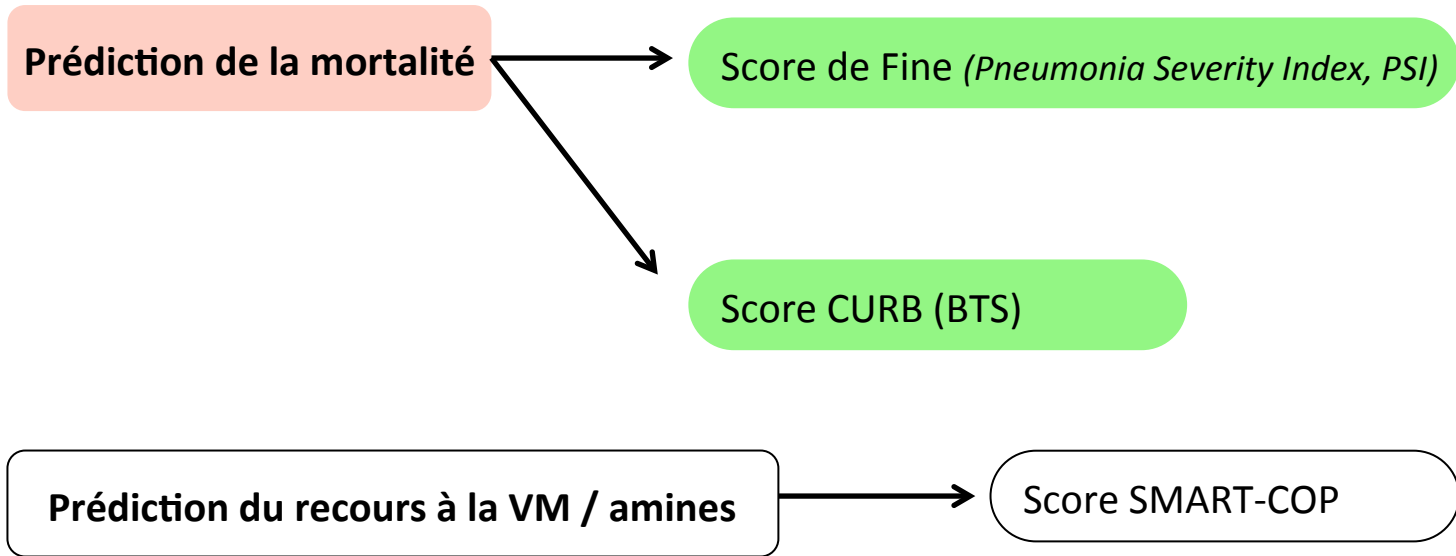 Prédiction de la mortalité
Score de Fine (Pneumonia Severity Index, PSI)
Score CURB (BTS)
Prédiction du recours à la VM / amines
Score SMART-COP